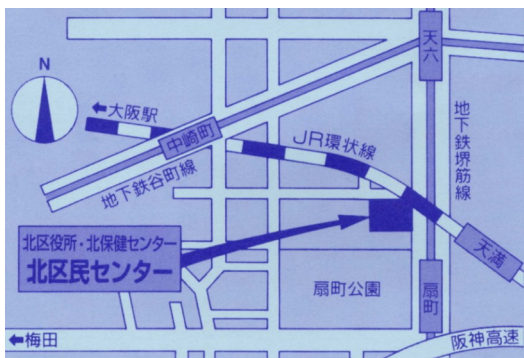 天六
N
←大阪駅
中崎町
JR環状線
地下鉄谷町線
地下鉄堺筋線
北区役所・北保健センター
北区民センター
天満
扇町公園
扇町
←梅田
阪神高速